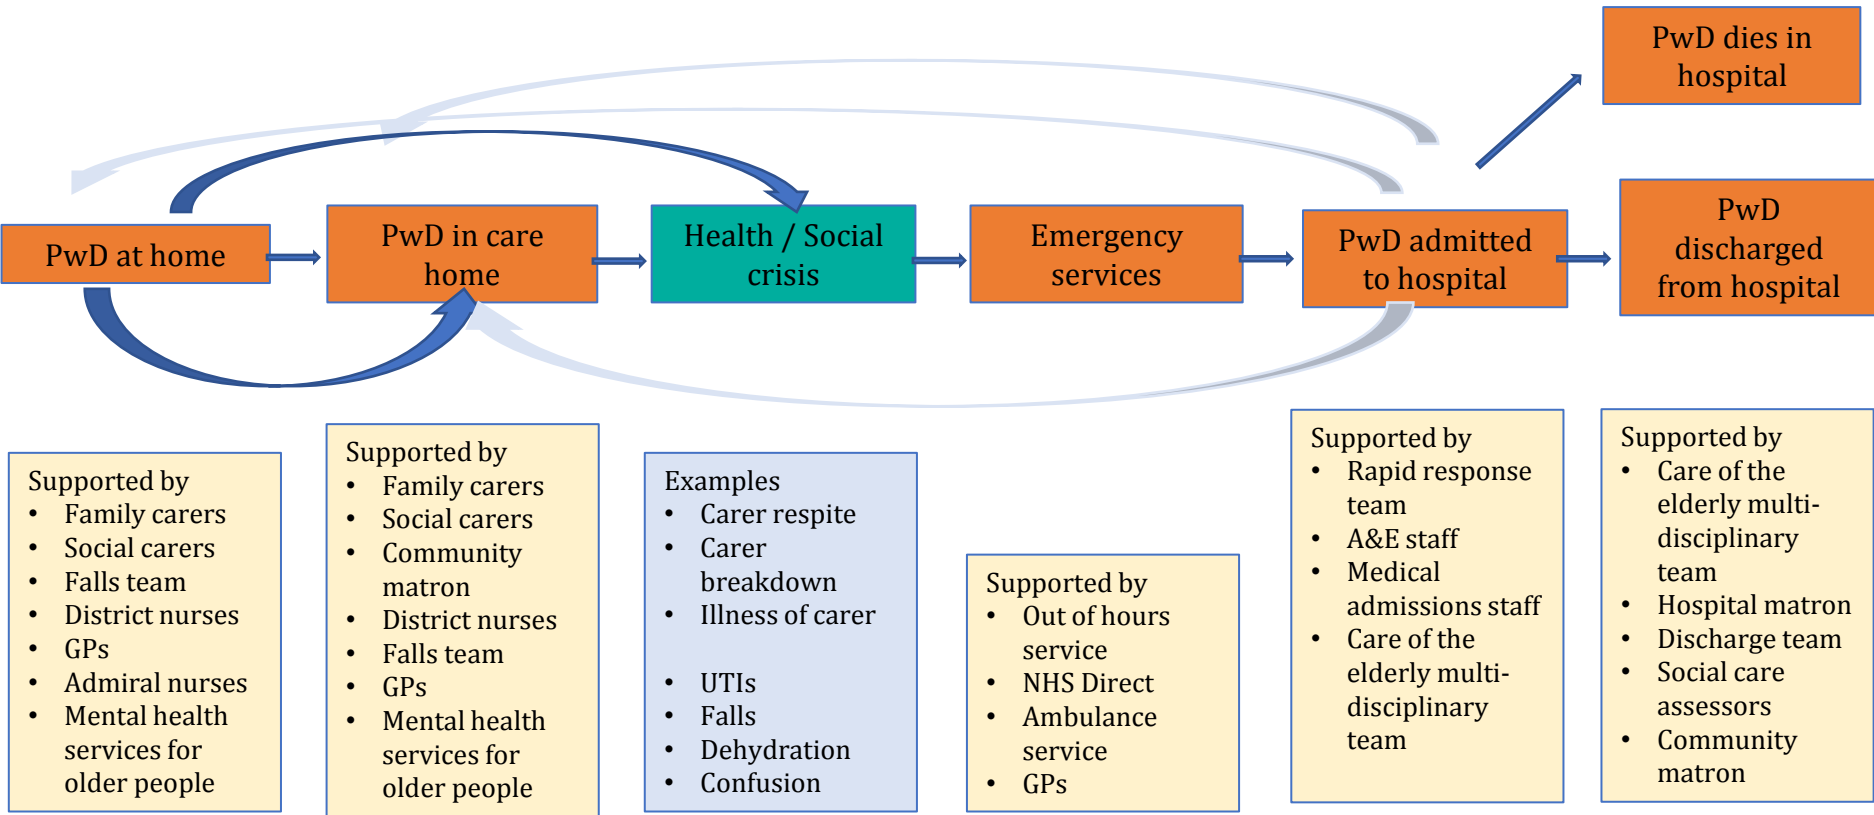 PwD dies in
hospital
PwD at home
PwD in care
home
Health / Social
crisis
Emergency
services
PwD admitted
to hospital
PwD
discharged
from hospital
Supported by
• Family carers
• Social carers
• Falls team
• District nurses
• GPs
• Admiral nurses
• Mental health
services for
older people
Supported by
• Family carers
• Social carers
• Community
matron
• District nurses
• Falls team
• GPs
• Mental health
services for
older people
Examples
• Carer respite
• Carer
breakdown
• Illness of carer
• UTIs
• Falls
• Dehydration
• Confusion
Supported by
• Out of hours
service
• NHS Direct
• Ambulance
service
• GPs
Supported by
• Rapid response
team
• A&E staff
• Medical
admissions staff
• Care of the
elderly multi-
disciplinary
team
Supported by
• Care of the
elderly multi-
disciplinary
team
• Hospital matron
• Discharge team
• Social care
assessors
• Community
matron